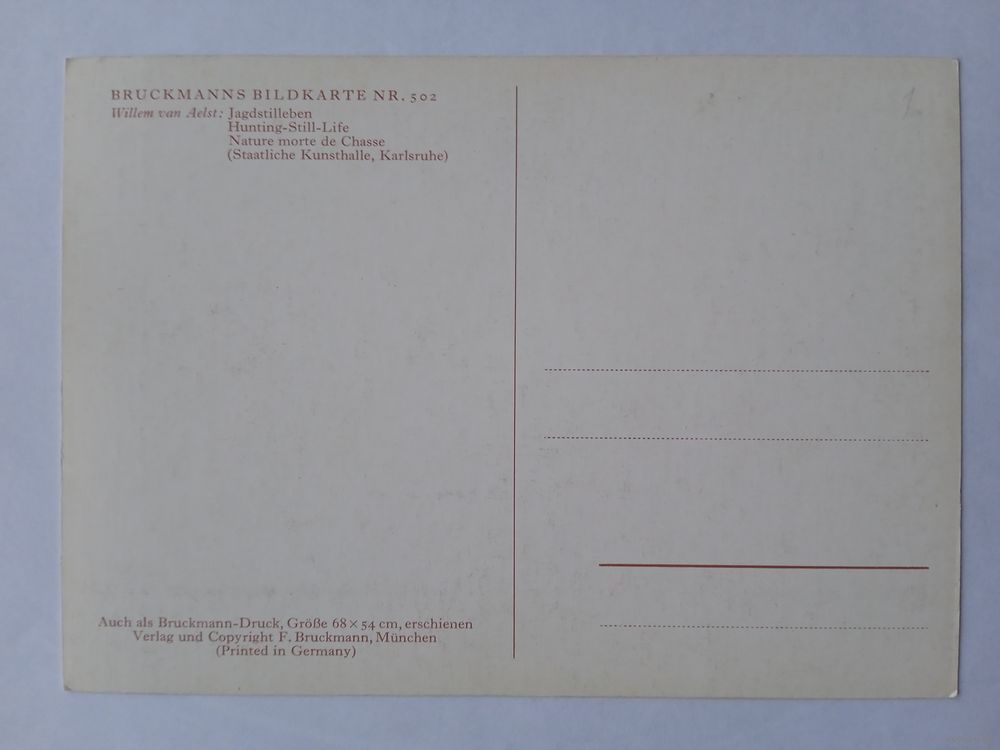 BRUCKMANNS BILDKARTE NR. 502
Willem van Aelst: Jagdstilleben
Hunting-Still-Life
Nature morte de Chasse
(Staatliche Kunsthalle, Karlsruhe)
Auch als Bruckmann-Druck, Größe 68 × 54 cm, erschienen
Verlag und Copyright F. Bruckmann, München
(Printed in Germany)